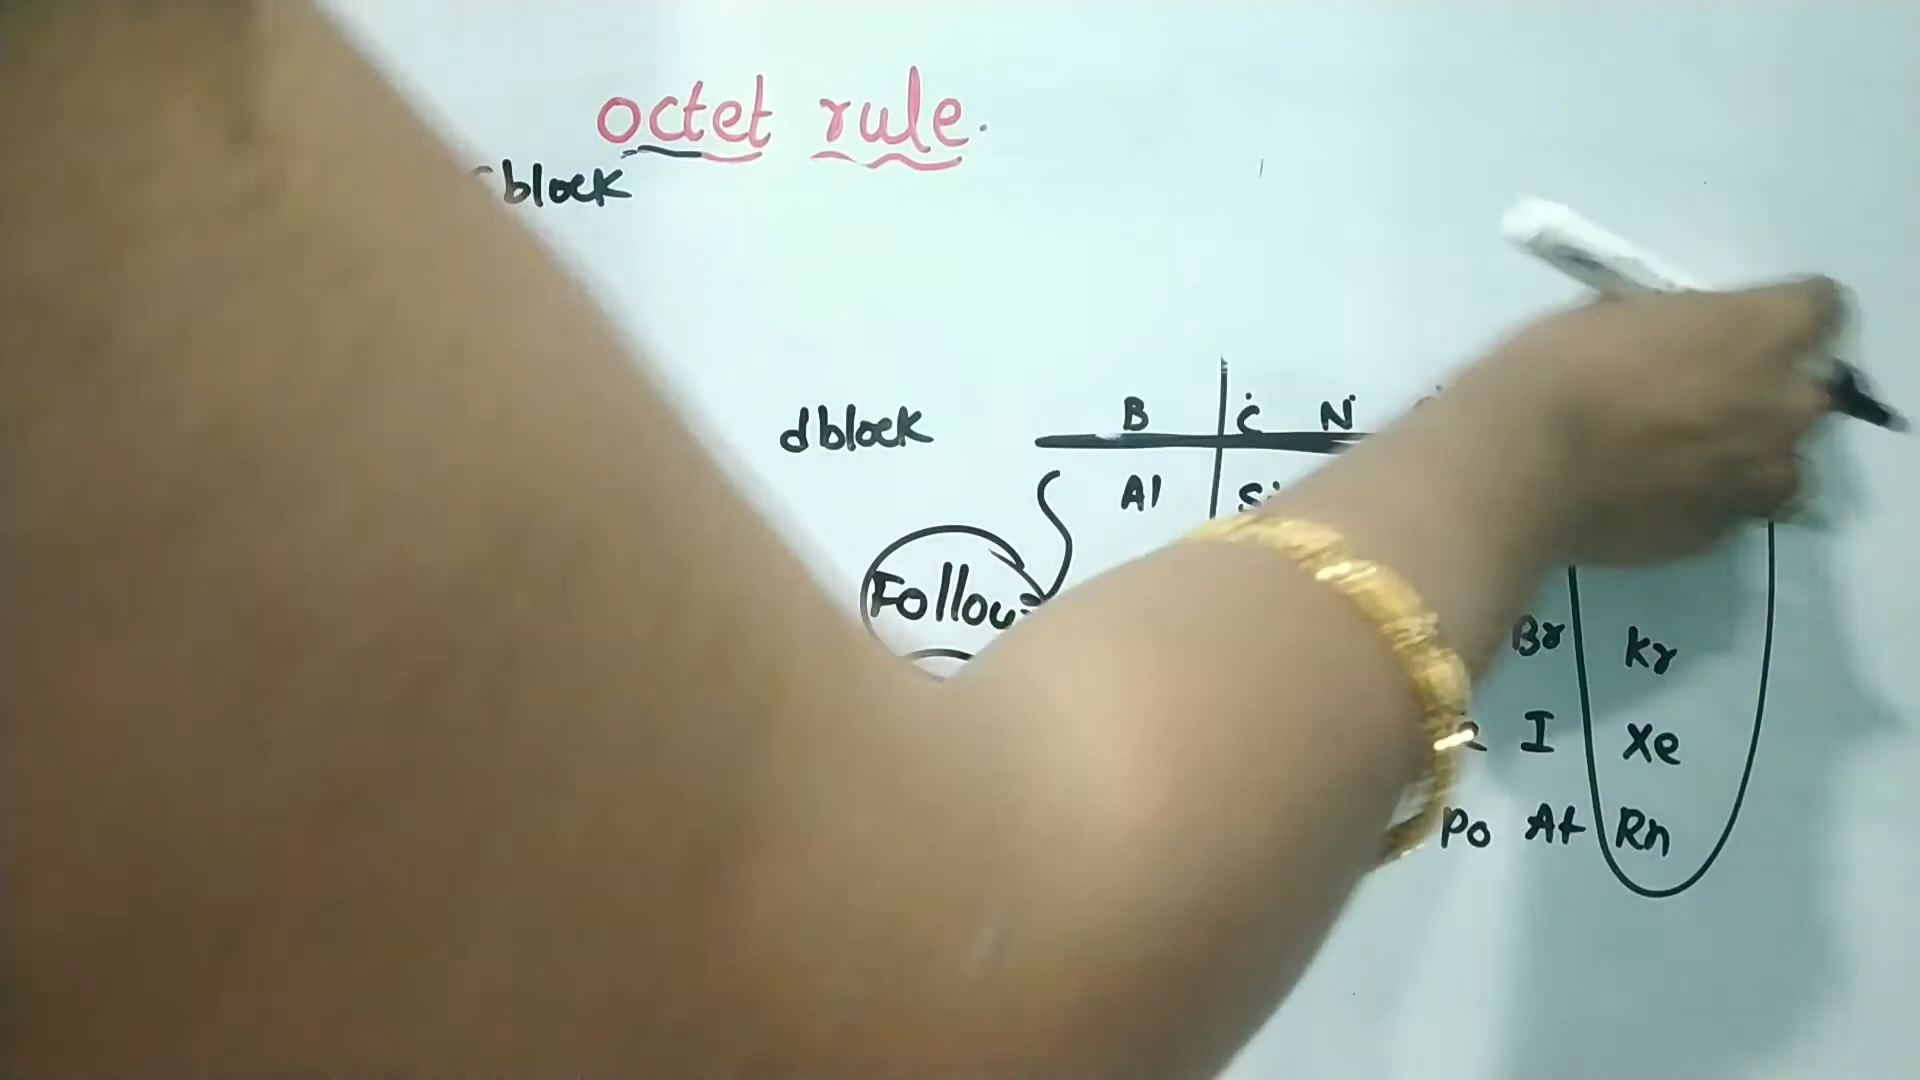 octet rule.
block
d block
B C N
Al Si
Follow
Br Kr
I Xe
Po At Rn